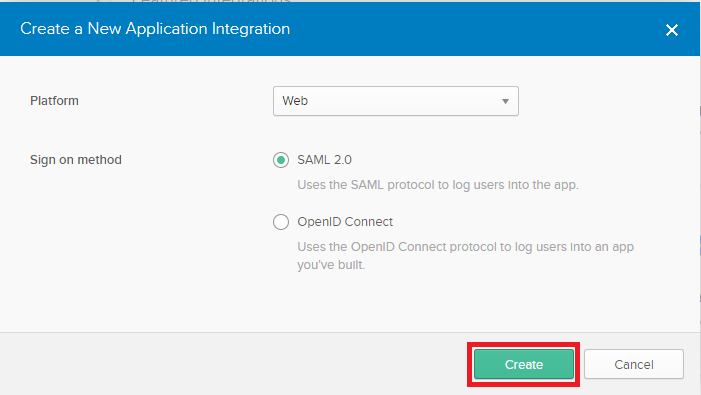 Create a New Application Integration
Platform
Web
Sign on method
SAML 2.0
Uses the SAML protocol to log users into the app.
OpenID Connect
Uses the OpenID Connect protocol to log users into an app
you've built.
Create
Cancel